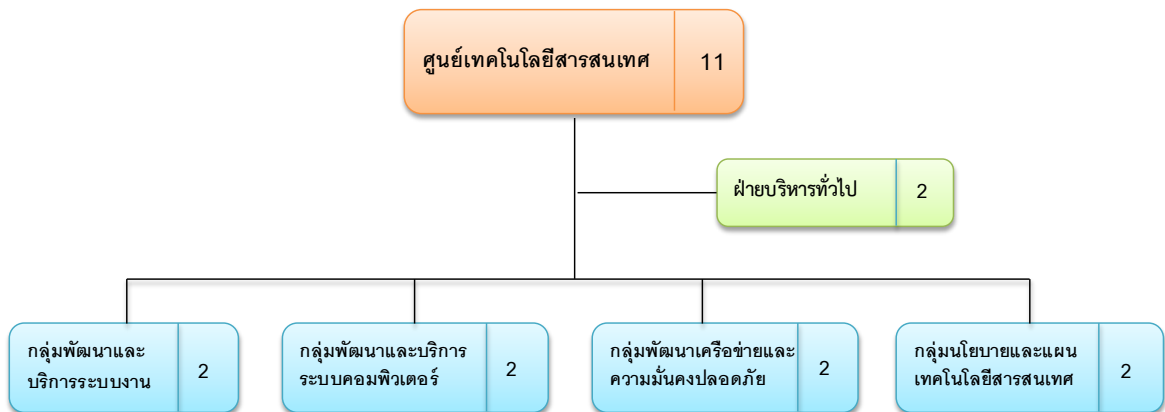 ศูนย์เทคโนโลยีสารสนเทศ 11
ฝ่ายบริหารทั่วไป 2
กลุ่มพัฒนาและ
บริการระบบงาน 2
กลุ่มพัฒนาและบริการ
ระบบคอมพิวเตอร์ 2
กลุ่มพัฒนาเครือข่ายและ
ความมั่นคงปลอดภัย 2
กลุ่มนโยบายและแผน
เทคโนโลยีสารสนเทศ 2